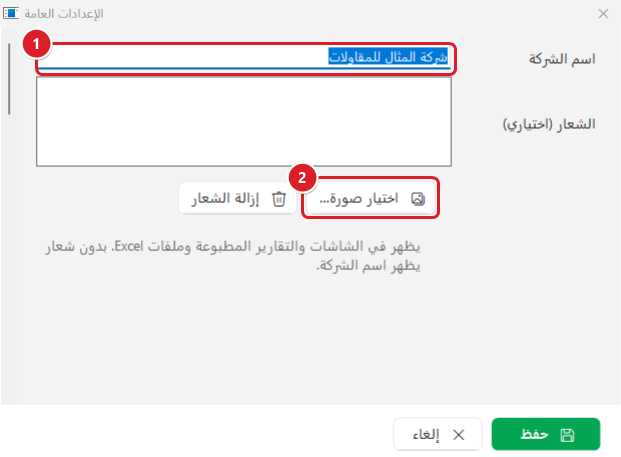 الإعدادات العامة
1
اسم الشركة
شركة المثال للمقاولات
الشعار (اختياري)
2
اختيار صورة...
إزالة الشعار
يظهر في الشاشات والتقارير المطبوعة وملفات Excel. بدون شعار
يظهر اسم الشركة.
حفظ
إلغاء